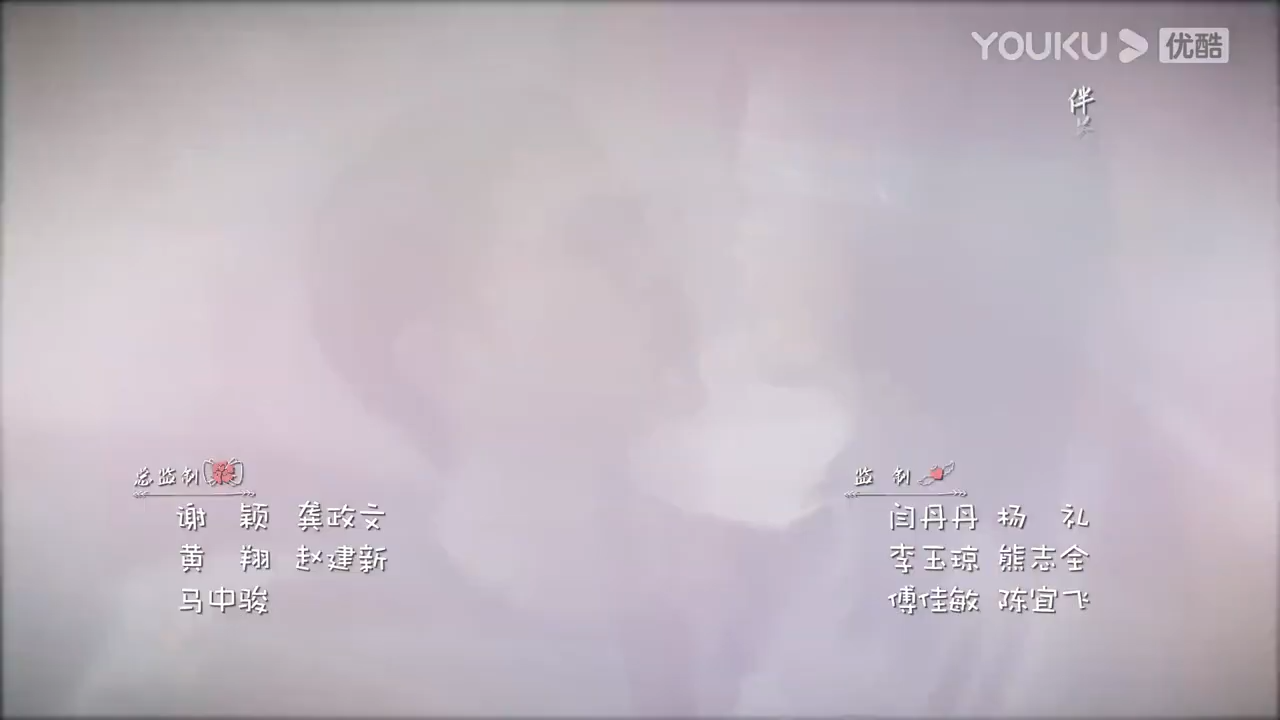 YOUKU 优酷
伴
总监制
谢 颖 龚政文
黄 翔 赵建新
马中骏
监 制
闫丹丹 杨 礼
李玉琼 熊志全
傅佳敏 陈宜飞